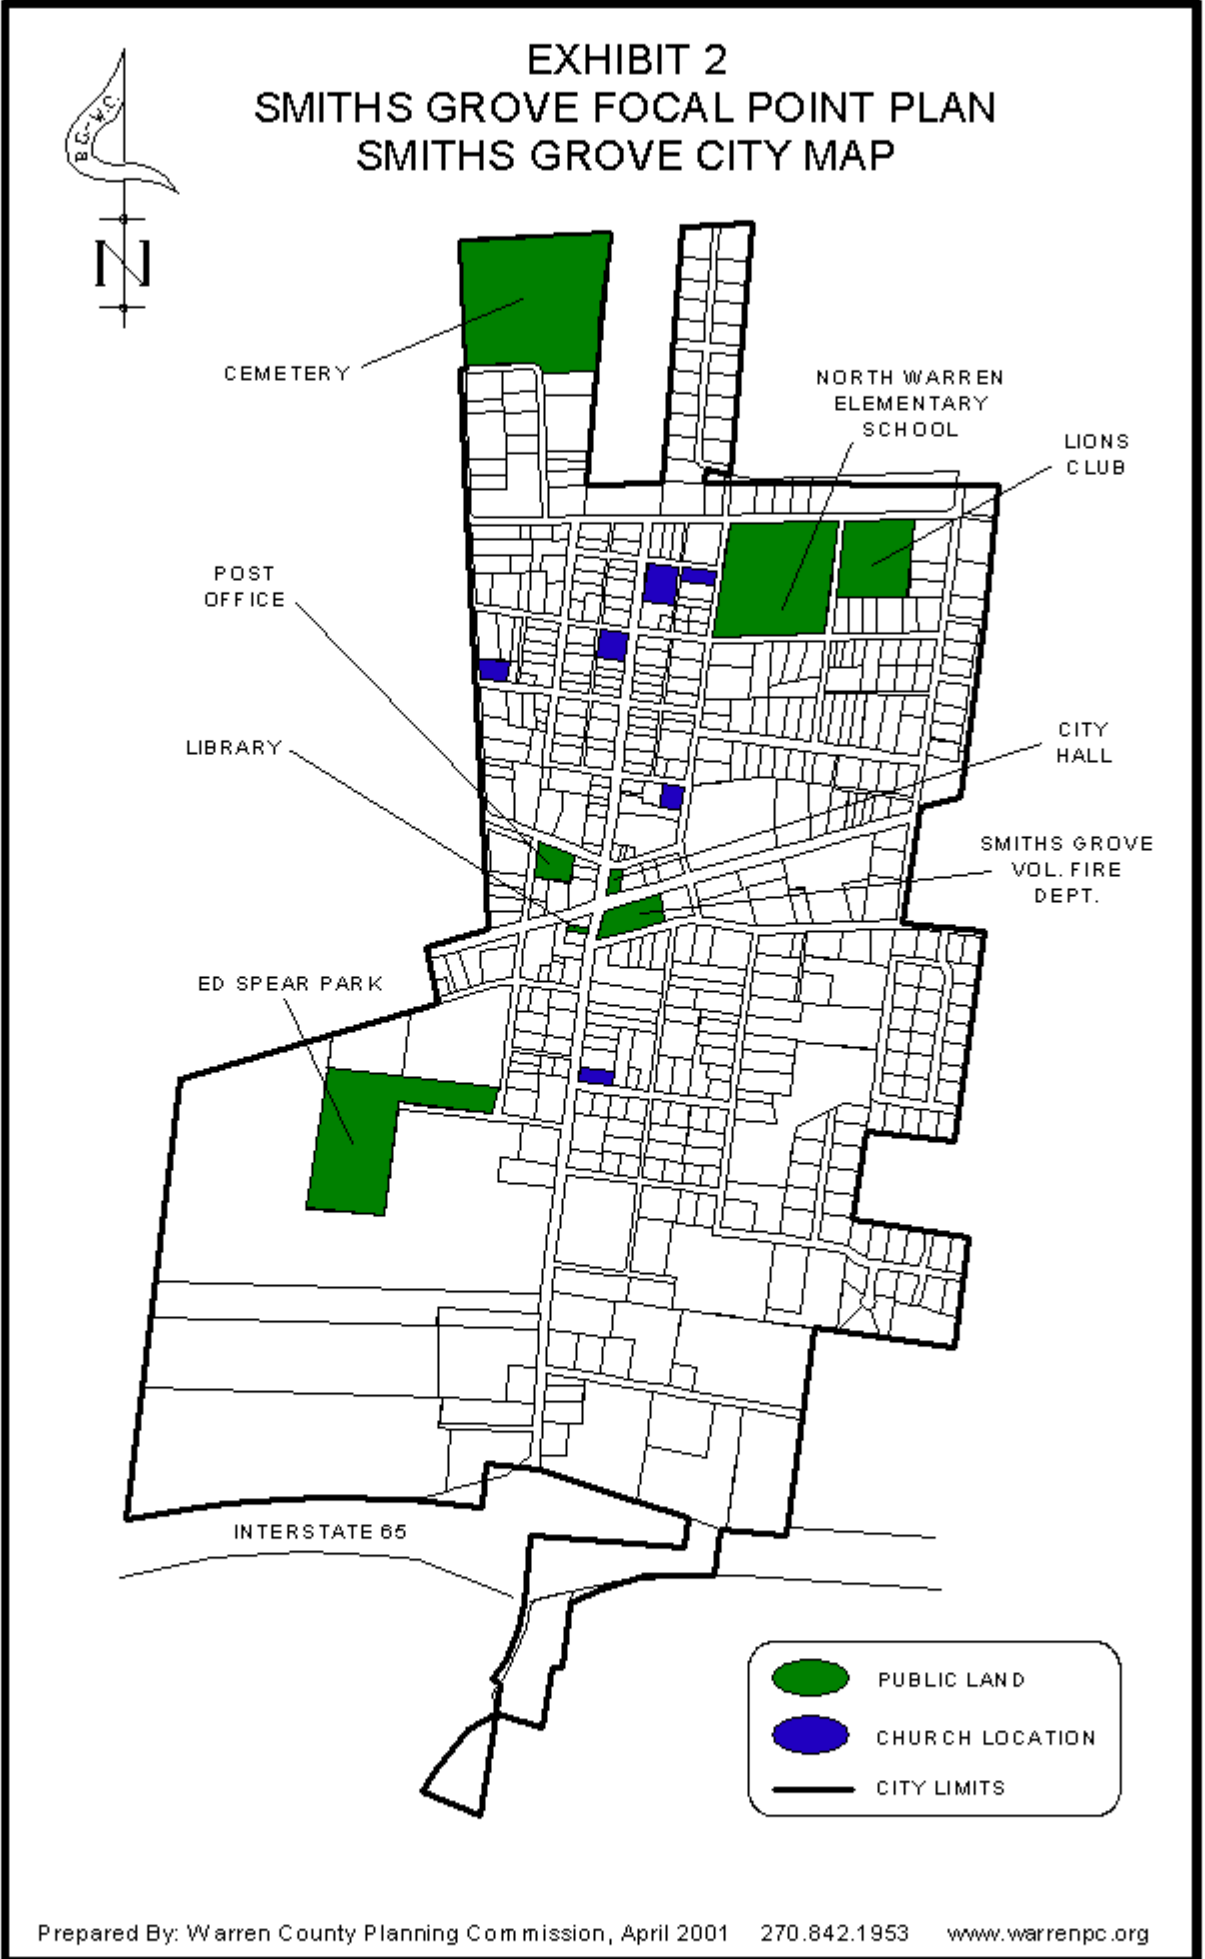 EXHIBIT 2
SMITHS GROVE FOCAL POINT PLAN
SMITHS GROVE CITY MAP
B.G.-W.C.
N
CEMETERY
NORTH WARREN
ELEMENTARY
SCHOOL
LIONS
CLUB
POST
OFFICE
LIBRARY
CITY
HALL
SMITHS GROVE
VOL. FIRE
DEPT.
ED SPEAR PARK
INTERSTATE 65
PUBLIC LAND
CHURCH LOCATION
CITY LIMITS
Prepared By: Warren County Planning Commission, April 2001 270.842.1953 www.warrenpc.org